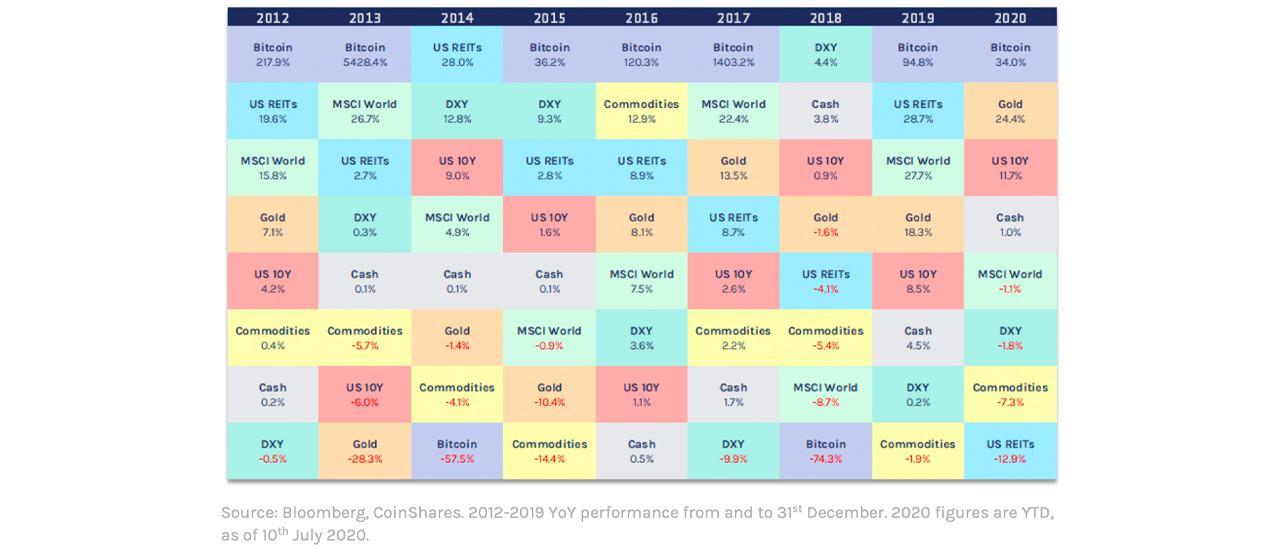 2012 2013 2014 2015 2016 2017 2018 2019 2020
Bitcoin Bitcoin US REITs Bitcoin Bitcoin Bitcoin DXY Bitcoin Bitcoin
217.9% 5428.4% 28.0% 36.2% 120.3% 1403.2% 4.4% 94.8% 34.0%
US REITs MSCI World DXY DXY Commodities MSCI World Cash US REITs Gold
19.6% 26.7% 12.8% 9.3% 12.9% 22.4% 3.8% 28.7% 24.4%
MSCI World US REITs US 10Y US REITs US REITs Gold US 10Y MSCI World US 10Y
15.8% 2.7% 9.0% 2.8% 8.9% 13.5% 0.9% 27.7% 11.7%
Gold DXY MSCI World US 10Y Gold US REITs Gold Gold Cash
7.1% 0.3% 4.9% 1.6% 8.1% 8.7% -1.6% 18.3% 1.0%
US 10Y Cash Cash Cash MSCI World US 10Y US REITs US 10Y MSCI World
4.2% 0.1% 0.1% 0.1% 7.5% 2.6% -4.1% 8.5% -1.1%
Commodities Commodities Gold MSCI World DXY Commodities Commodities Cash DXY
0.4% -5.7% -1.4% -0.9% 3.6% 2.2% -5.4% 4.5% -1.8%
Cash US 10Y Commodities Gold US 10Y Cash MSCI World DXY Commodities
0.2% -6.0% -4.1% -10.4% 1.1% 1.7% -8.7% 0.2% -7.3%
DXY Gold Bitcoin Commodities Cash DXY Bitcoin Commodities US REITs
-0.5% -28.3% -57.5% -14.4% 0.5% -9.9% -74.3% -1.9% -12.9%
Source: Bloomberg, CoinShares. 2012-2019 YoY performance from and to 31st December. 2020 figures are YTD,
as of 10th July 2020.